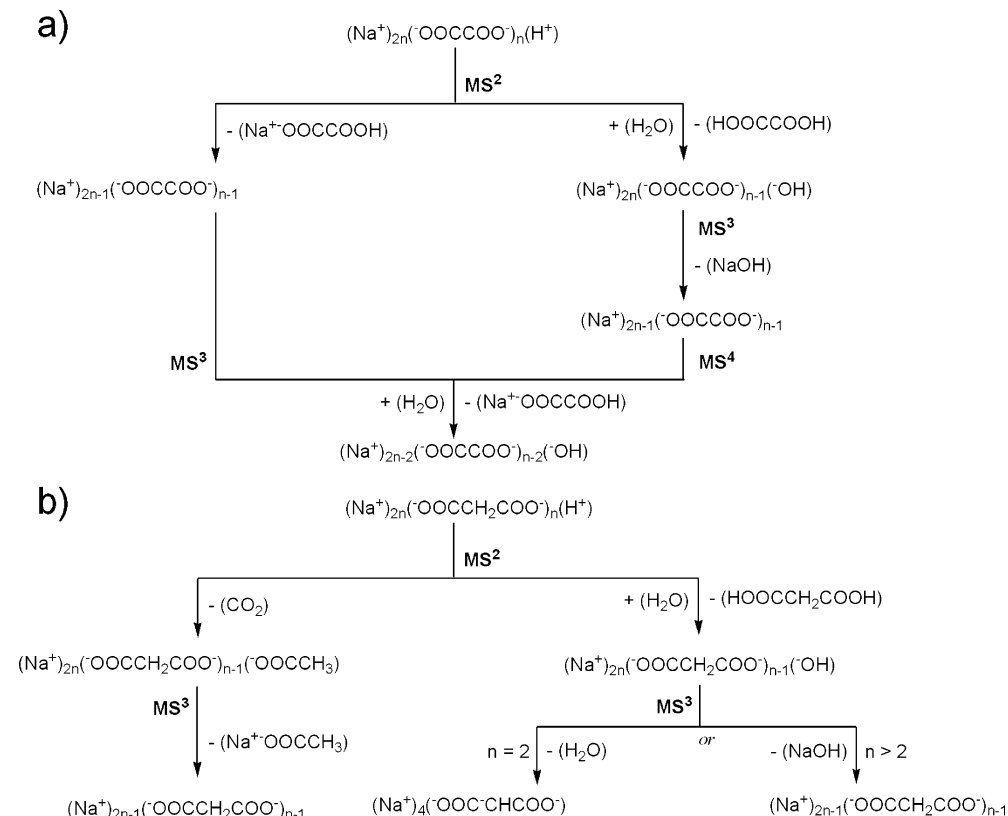 a)
(Na⁺)₂ₙ(⁻OOCCOO⁻)ₙ(H⁺)
MS²
- (Na⁺⁻OOCCOOH)
+ (H₂O) - (HOOCCOOH)
(Na⁺)₂ₙ₋₁(⁻OOCCOO⁻)ₙ₋₁
(Na⁺)₂ₙ(⁻OOCCOO⁻)ₙ₋₁(⁻OH)
MS³
- (NaOH)
(Na⁺)₂ₙ₋₁(⁻OOCCOO⁻)ₙ₋₁
MS³
MS⁴
+ (H₂O) - (Na⁺⁻OOCCOOH)
(Na⁺)₂ₙ₋₂(⁻OOCCOO⁻)ₙ₋₂(⁻OH)
b)
(Na⁺)₂ₙ(⁻OOCCH₂COO⁻)ₙ(H⁺)
MS²
- (CO₂)
+ (H₂O) - (HOOCCH₂COOH)
(Na⁺)₂ₙ(⁻OOCCH₂COO⁻)ₙ₋₁(⁻OOCCH₃)
(Na⁺)₂ₙ(⁻OOCCH₂COO⁻)ₙ₋₁(⁻OH)
MS³
MS³
- (Na⁺⁻OOCCH₃)
n = 2 - (H₂O)
or
- (NaOH) n > 2
(Na⁺)₂ₙ₋₁(⁻OOCCH₂COO⁻)ₙ₋₁
(Na⁺)₄(⁻OOC⁻CHCOO⁻)
(Na⁺)₂ₙ₋₁(⁻OOCCH₂COO⁻)ₙ₋₁